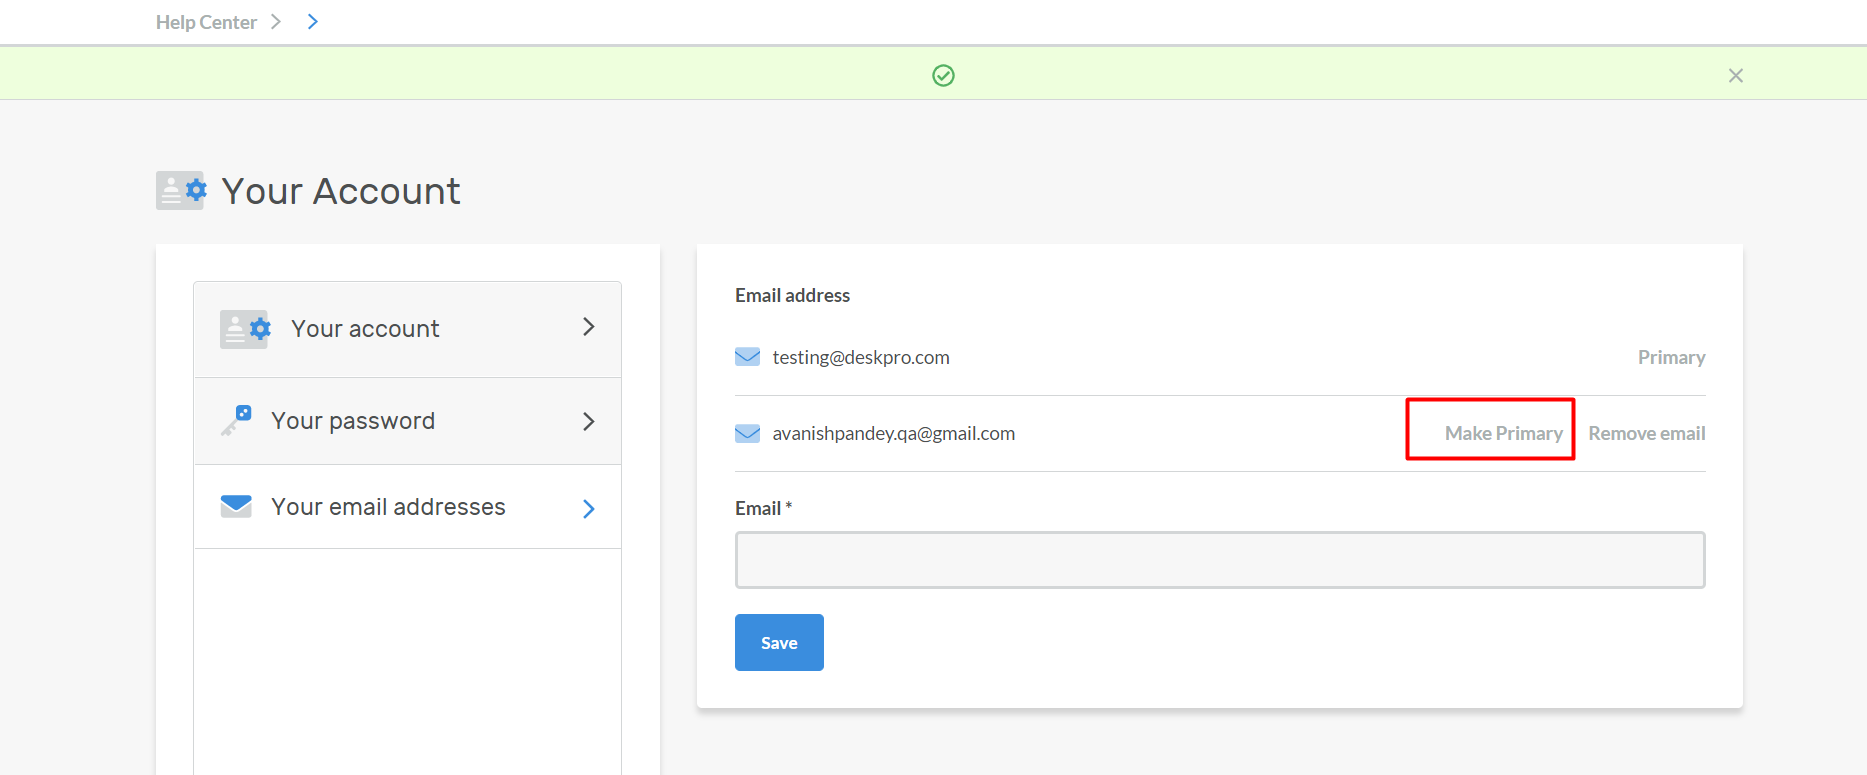 Help Center
Your Account
Your account
Your password
Your email addresses
Email address
testing@deskpro.com Primary
avanishpandey.qa@gmail.com Make Primary Remove email
Email *
Save